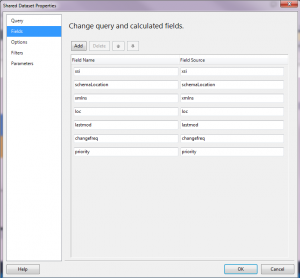 Shared Dataset Properties
Query
Fields
Options
Filters
Parameters
Change query and calculated fields.
Add Delete
Field Name Field Source
xsi xsi
schemaLocation schemaLocation
xmlns xmlns
loc loc
lastmod lastmod
changefreq changefreq
priority priority
Help OK Cancel